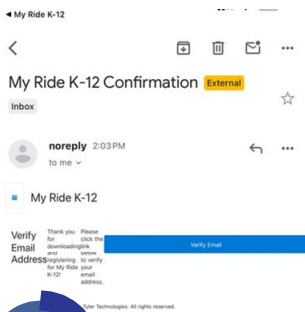 ◀ My Ride K-12
My Ride K-12 Confirmation External
Inbox
noreply 2:03 PM
to me
My Ride K-12
Verify
Email
Address
Thank you
for
downloading
and
registering
for My Ride
K-12!
Please
click the
link
below
to verify
your
email
address.
Verify Email
Tyler Technologies. All rights reserved.